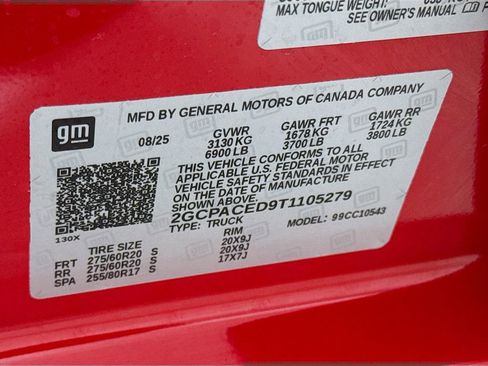 MAX TONGUE WEIGHT:
SEE OWNER'S MANUAL
gm
MFD BY GENERAL MOTORS OF CANADA COMPANY
08/25 GVWR GAWR FRT GAWR RR
3130 KG 1678 KG 1724 KG
6900 LB 3700 LB 3800 LB
THIS VEHICLE CONFORMS TO ALL
APPLICABLE U.S. FEDERAL MOTOR
VEHICLE SAFETY STANDARDS IN EFFECT
ON THE DATE OF MANUFACTURE
SHOWN ABOVE.
2GCPACED9T1105279
TYPE: TRUCK MODEL: 99CC10543
130X
TIRE SIZE RIM
FRT 275/60R20 S 20X9J
RR 275/60R20 S 20X9J
SPA 255/80R17 S 17X7J